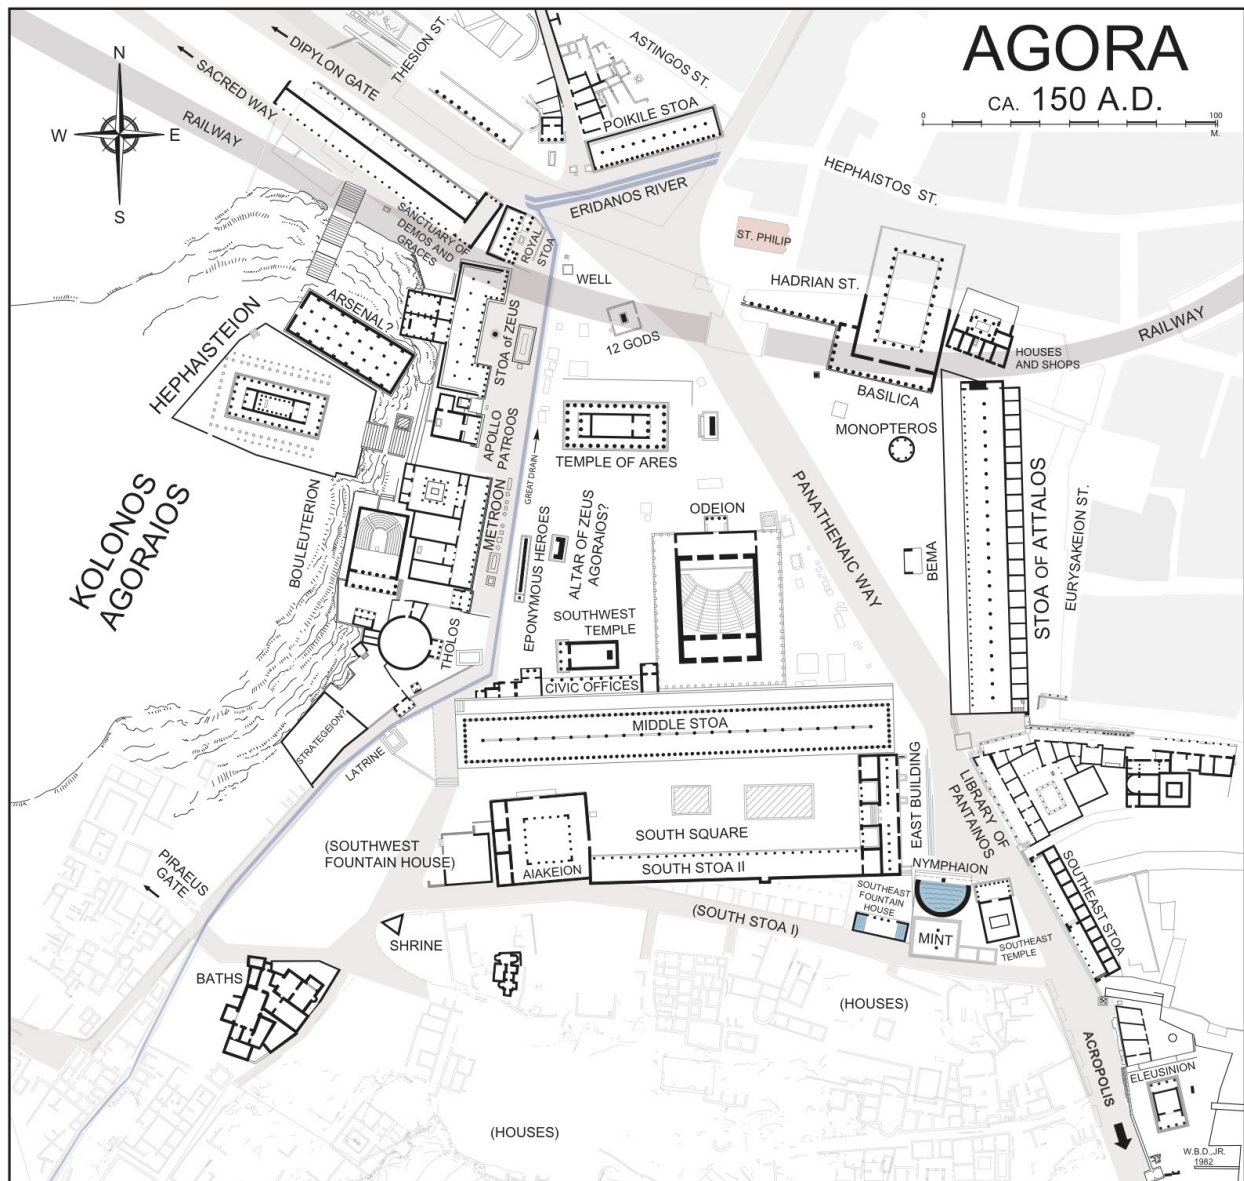 AGORA
CA. 150 A.D.
0
100
M.
N
W
E
S
DIPYLON GATE
SACRED WAY
RAILWAY
THESION ST.
ASTINGOS ST.
POIKILE STOA
ERIDANOS RIVER
HEPHAISTOS ST.
ST. PHILIP
SANCTUARY OF
DEMOS AND
GRACES
ROYAL
STOA
WELL
HADRIAN ST.
ARSENAL?
STOA of ZEUS
12 GODS
RAILWAY
HOUSES
AND SHOPS
HEPHAISTEION
BASILICA
MONOPTEROS
APOLLO
PATROOS
TEMPLE OF ARES
GREAT DRAIN
KOLONOS
AGORAIOS
BOULEUTERION
METROON
EPONYMOUS HEROES
ALTAR OF ZEUS
AGORAIOS?
ODEION
PANATHENAIC WAY
BEMA
STOA OF ATTALOS
EURYSAKEION ST.
SOUTHWEST
TEMPLE
THOLOS
CIVIC OFFICES
STRATEGEION?
LATRINE
MIDDLE STOA
EAST BUILDING
LIBRARY OF
PANTAINOS
SOUTH SQUARE
(SOUTHWEST
FOUNTAIN HOUSE)
AIAKEION
SOUTH STOA II
NYMPHAION
PIRAEUS
GATE
SOUTHEAST
FOUNTAIN
HOUSE
(SOUTH STOA I)
SHRINE
MINT
SOUTHEAST
TEMPLE
SOUTHEAST STOA
BATHS
(HOUSES)
ACROPOLIS
ELEUSINION
(HOUSES)
W.B.D.,JR.
1982